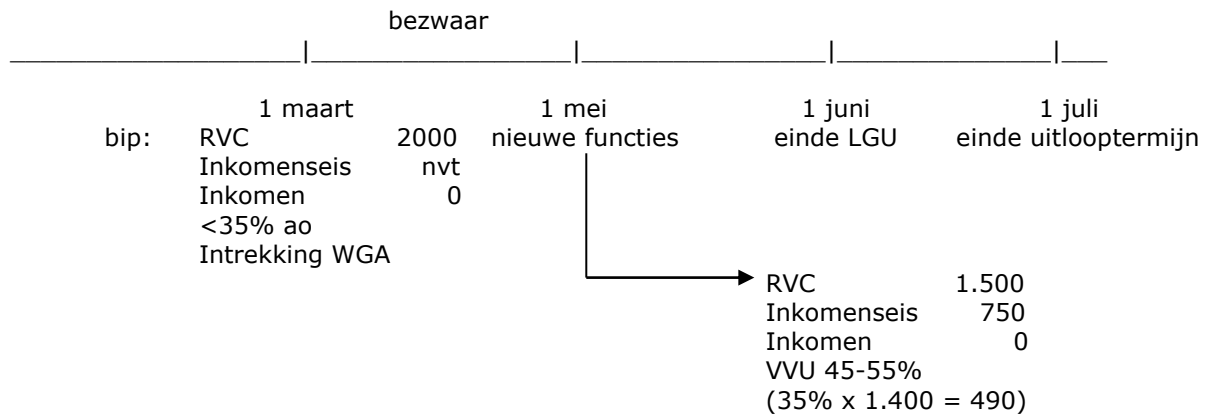 bezwaar
1 maart 1 mei 1 juni 1 juli
bip: RVC 2000 nieuwe functies einde LGU einde uitlooptermijn
Inkomenseis nvt
Inkomen 0
<35% ao
Intrekking WGA
RVC 1.500
Inkomenseis 750
Inkomen 0
VVU 45-55%
(35% x 1.400 = 490)